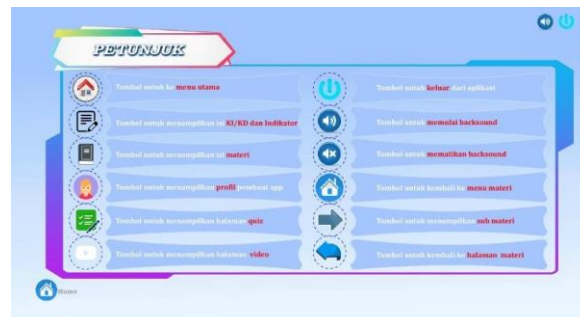 PETUNJUK
Tombol untuk ke menu utama
Tombol untuk menampilkan isi KI/KD dan Indikator
Tombol untuk menampilkan isi materi
Tombol untuk menampilkan profil pembuat app
Tombol untuk menampilkan halaman quiz
Tombol untuk menampilkan halaman video
Tombol untuk keluar dari aplikasi
Tombol untuk memulai backsound
Tombol untuk mematikan backsound
Tombol untuk kembali ke menu materi
Tombol untuk menampilkan sub materi
Tombol untuk kembali ke halaman materi
Home